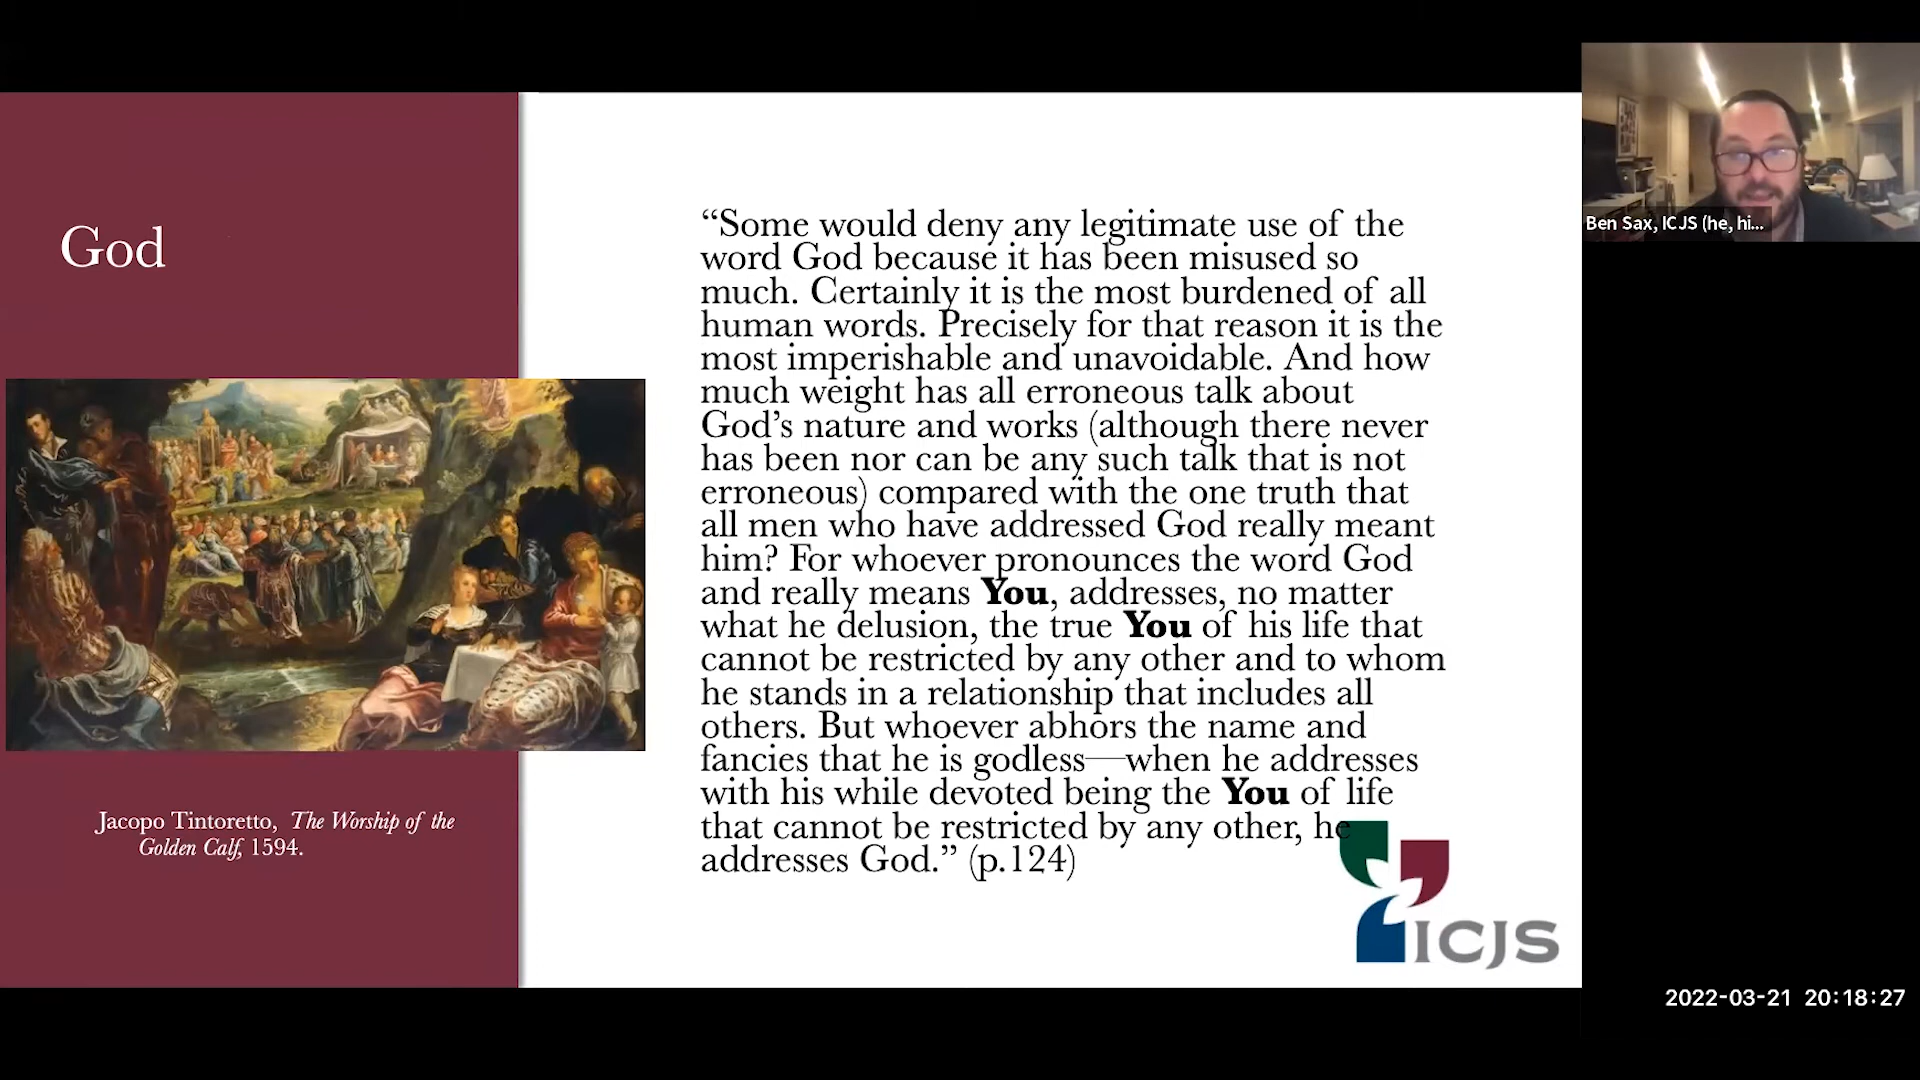 God
Jacopo Tintoretto, The Worship of the
Golden Calf, 1594.
“Some would deny any legitimate use of the
word God because it has been misused so
much. Certainly it is the most burdened of all
human words. Precisely for that reason it is the
most imperishable and unavoidable. And how
much weight has all erroneous talk about
God’s nature and works (although there never
has been nor can be any such talk that is not
erroneous) compared with the one truth that
all men who have addressed God really meant
him? For whoever pronounces the word God
and really means You, addresses, no matter
what he delusion, the true You of his life that
cannot be restricted by any other and to whom
he stands in a relationship that includes all
others. But whoever abhors the name and
fancies that he is godless—when he addresses
with his while devoted being the You of life
that cannot be restricted by any other, he
addresses God.” (p.124)
ICJS
Ben Sax, ICJS (he, hi...
2022-03-21 20:18:27